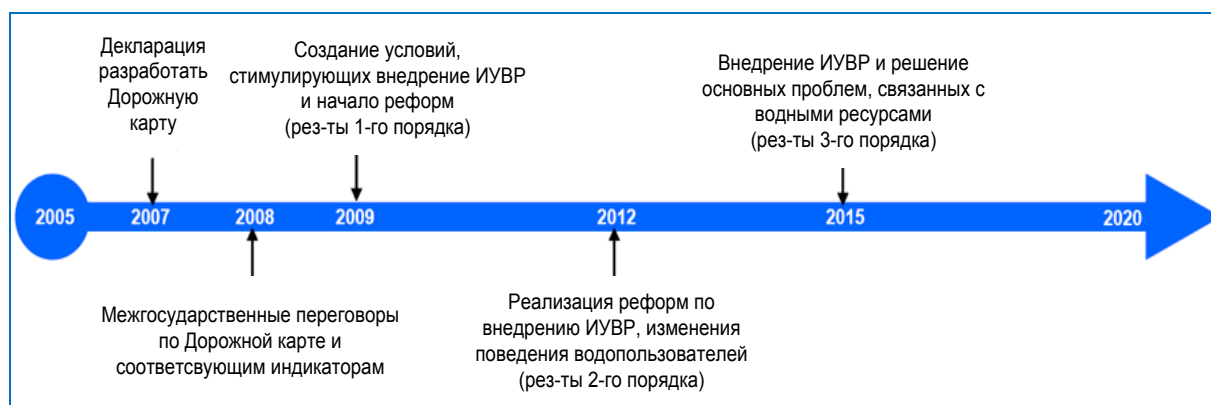 Декларация
разработать
Дорожную
карту
Создание условий,
стимулирующих внедрение ИУВР
и начало реформ
(рез-ты 1-го порядка)
Внедрение ИУВР и решение
основных проблем, связанных с
водными ресурсами
(рез-ты 3-го порядка)
2005 2007 2008 2009 2012 2015 2020
Межгосударственные переговоры
по Дорожной карте и
соответсвующим индикаторам
Реализация реформ по
внедрению ИУВР, изменения
поведения водопользователей
(рез-ты 2-го порядка)